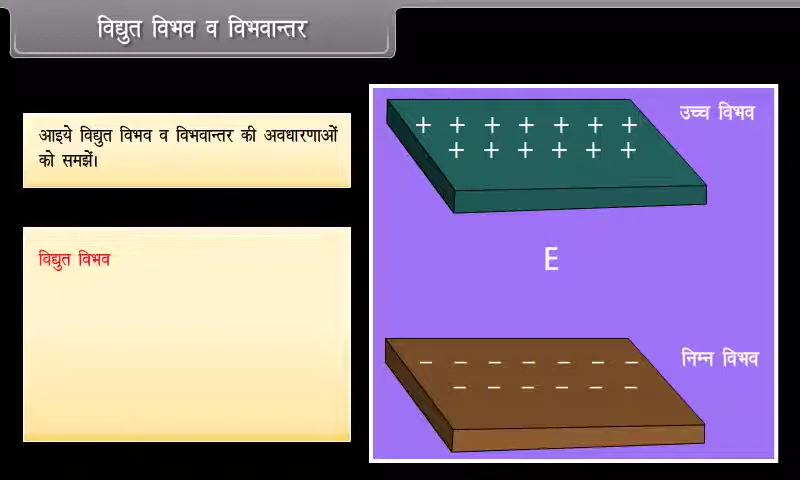 विद्युत विभव व विभवान्तर
आइये विद्युत विभव व विभवान्तर की अवधारणाओं
को समझें।
विद्युत विभव
उच्च विभव
+ + + + + + +
+ + + + + +
E
निम्न विभव
− − − − − − −
− − − − − −